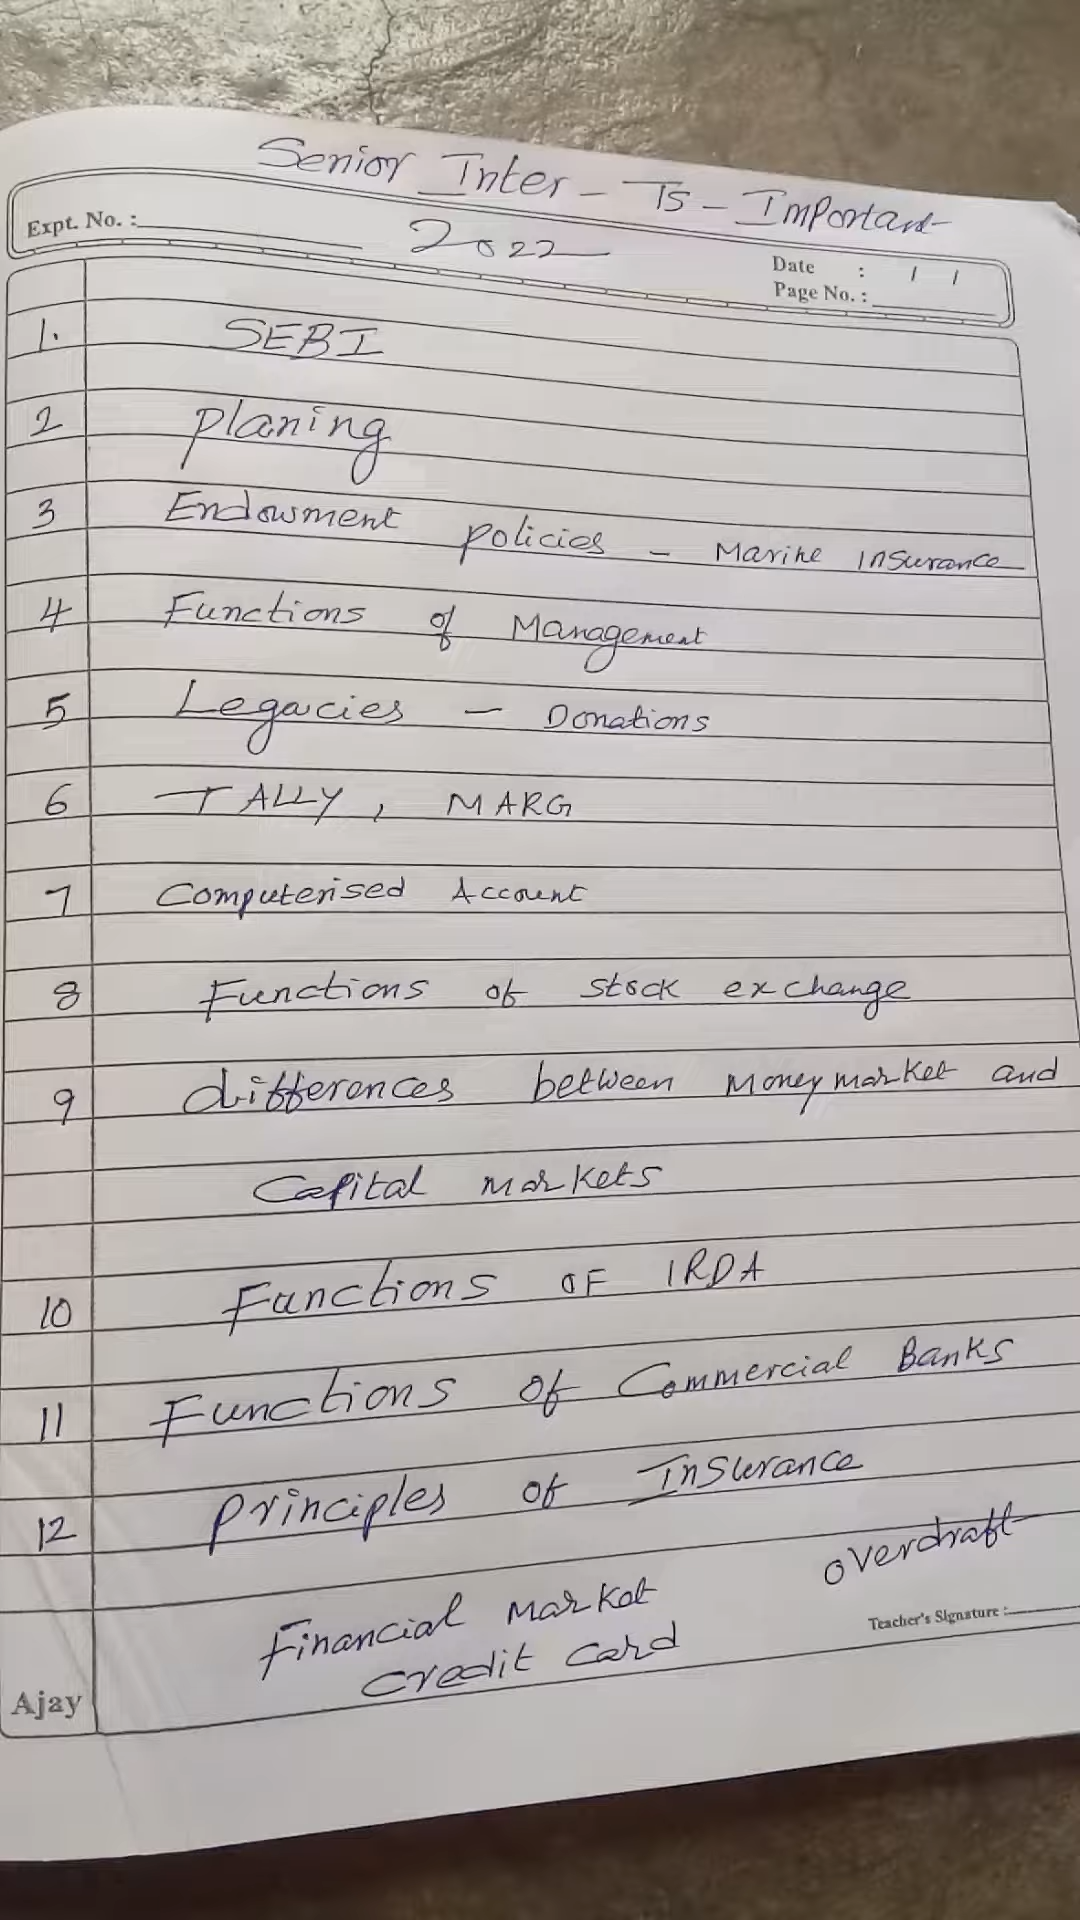 Senior Inter - TS - Important
Expt. No. :
2022
Date : / /
Page No. :
1. SEBI
2 planing
3 Endowment policies - Marine insurance
4 Functions of Management
5 Legacies - Donations
6 TALLY, MARG
7 Computerised Account
8 Functions of stock exchange
9 differences between money market and
Capital markets
10 Functions OF IRDA
11 Functions of Commercial Banks
12 principles of Insurance
overdraft
Financial market
credit card
Teacher's Signature :
Ajay